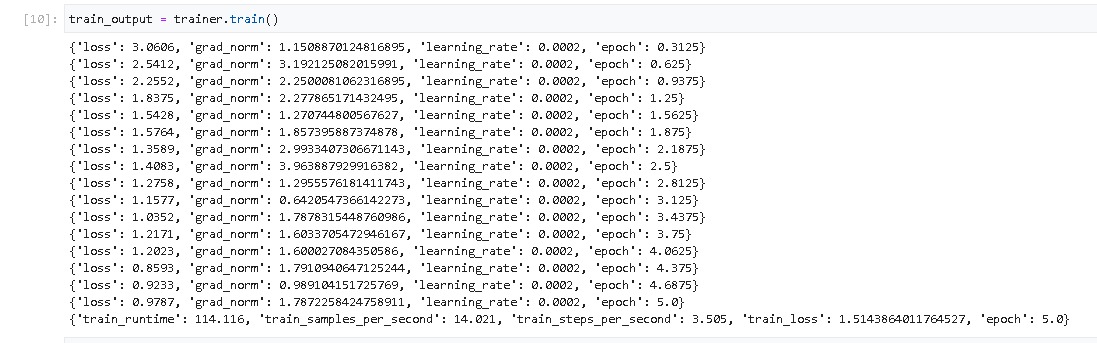 [10]: train_output = trainer.train()
{'loss': 3.0606, 'grad_norm': 1.1508870124816895, 'learning_rate': 0.0002, 'epoch': 0.3125}
{'loss': 2.5412, 'grad_norm': 3.192125082015991, 'learning_rate': 0.0002, 'epoch': 0.625}
{'loss': 2.2552, 'grad_norm': 2.2500081062316895, 'learning_rate': 0.0002, 'epoch': 0.9375}
{'loss': 1.8375, 'grad_norm': 2.277865171432495, 'learning_rate': 0.0002, 'epoch': 1.25}
{'loss': 1.5428, 'grad_norm': 1.270744800567627, 'learning_rate': 0.0002, 'epoch': 1.5625}
{'loss': 1.5764, 'grad_norm': 1.857395887374878, 'learning_rate': 0.0002, 'epoch': 1.875}
{'loss': 1.3589, 'grad_norm': 2.9933407306671143, 'learning_rate': 0.0002, 'epoch': 2.1875}
{'loss': 1.4083, 'grad_norm': 3.963887929916382, 'learning_rate': 0.0002, 'epoch': 2.5}
{'loss': 1.2758, 'grad_norm': 1.2955576181411743, 'learning_rate': 0.0002, 'epoch': 2.8125}
{'loss': 1.1577, 'grad_norm': 0.6420547366142273, 'learning_rate': 0.0002, 'epoch': 3.125}
{'loss': 1.0352, 'grad_norm': 1.7878315448760986, 'learning_rate': 0.0002, 'epoch': 3.4375}
{'loss': 1.2171, 'grad_norm': 1.6033705472946167, 'learning_rate': 0.0002, 'epoch': 3.75}
{'loss': 1.2023, 'grad_norm': 1.600027084350586, 'learning_rate': 0.0002, 'epoch': 4.0625}
{'loss': 0.8593, 'grad_norm': 1.7910940647125244, 'learning_rate': 0.0002, 'epoch': 4.375}
{'loss': 0.9233, 'grad_norm': 0.989104151725769, 'learning_rate': 0.0002, 'epoch': 4.6875}
{'loss': 0.9787, 'grad_norm': 1.7872258424758911, 'learning_rate': 0.0002, 'epoch': 5.0}
{'train_runtime': 114.116, 'train_samples_per_second': 14.021, 'train_steps_per_second': 3.505, 'train_loss': 1.5143864011764527, 'epoch': 5.0}